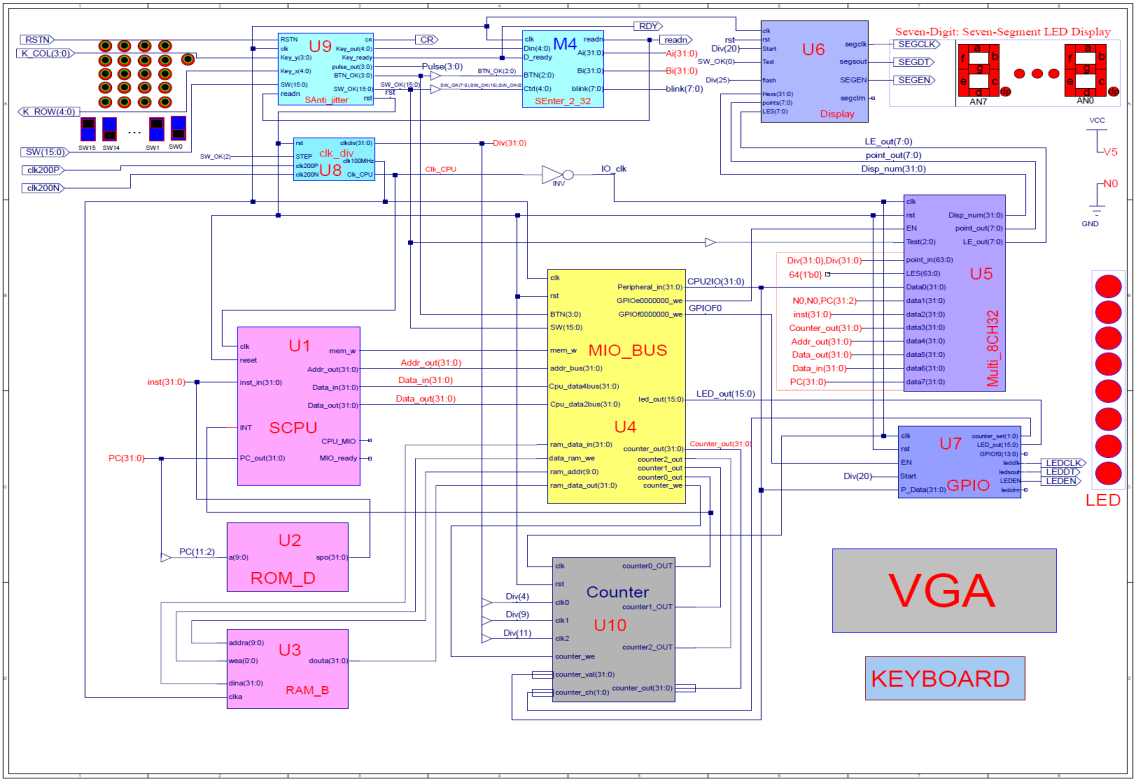 RSTN
K_COL(3:0)
K_ROW(4:0)
SW15
SW14
...
SW1
SW0
SW(15:0)
clk200P
clk200N
U9
RSTN
clk
Key_y(3:0)
Key_x(4:0)
SW(15:0)
readn
CR
Key_out(4:0)
Key_ready
pulse_out(3:0)
BTN_OK(3:0)
SW_OK(15:0)
rst
SAnti_jitter
CR
Pulse(3:0)
BTN_OK(2:0)
SW_OK(15:0)
rst
M4
clk
Din(4:0)
D_ready
BTN(2:0)
Ctrl(4:0)
readn
Ai(31:0)
Bi(31:0)
blink(7:0)
SEnter_2_32
RDY
readn
Ai(31:0)
Bi(31:0)
blink(7:0)
rst
Div(20)
SW_OK(0)
Div(25)
U6
clk
rst
Start
Test
flash
Hexs(31:0)
points(7:0)
LES(7:0)
segclk
segsout
SEGEN
segclrn
Display
SEGCLK
SEGDT
SEGEN
Seven-Digit: Seven-Segment LED Display
a
f
b
g
e
c
d
dp
AN7
a
f
b
g
e
c
d
dp
AN0
VCC
V5
N0
GND
SW_OK(2)
rst
STEP
clk200P
clk200N
clkdiv(31:0)
clk_div
clk100MHz
U8
Clk_CPU
Div(31:0)
Clk_CPU
INV
IO_clk
LE_out(7:0)
point_out(7:0)
Disp_num(31:0)
clk
rst
EN
Test(2:0)
point_in(63:0)
LES(63:0)
Data0(31:0)
data1(31:0)
data2(31:0)
data3(31:0)
data4(31:0)
data5(31:0)
data6(31:0)
data7(31:0)
Disp_num(31:0)
point_out(7:0)
LE_out(7:0)
U5
Multi_8CH32
Div(31:0),Div(31:0)
64{1'b0}
N0,N0,PC(31:2)
inst(31:0)
Counter_out(31:0)
Addr_out(31:0)
Data_out(31:0)
Data_in(31:0)
PC(31:0)
CPU2IO(31:0)
GPIOF0
clk
rst
BTN(3:0)
SW(15:0)
mem_w
addr_bus(31:0)
Cpu_data4bus(31:0)
Cpu_data2bus(31:0)
ram_data_in(31:0)
data_ram_we
ram_addr(9:0)
ram_data_out(31:0)
Peripheral_in(31:0)
GPIOe0000000_we
GPIOf0000000_we
MIO_BUS
led_out(15:0)
U4
counter_out(31:0)
counter2_out
counter1_out
counter0_out
counter_we
LED_out(15:0)
Counter_out(31:0)
U1
clk
reset
inst_in(31:0)
INT
PC_out(31:0)
mem_w
Addr_out(31:0)
Data_in(31:0)
Data_out(31:0)
SCPU
CPU_MIO
MIO_ready
inst(31:0)
PC(31:0)
Addr_out(31:0)
Data_in(31:0)
Data_out(31:0)
PC(11:2)
U2
a(9:0)
spo(31:0)
ROM_D
U3
addra(9:0)
wea(0:0)
dina(31:0)
clka
douta(31:0)
RAM_B
Div(4)
Div(9)
Div(11)
clk
rst
clk0
clk1
clk2
counter_we
counter_val(31:0)
counter_ch(1:0)
counter0_OUT
Counter
counter1_OUT
U10
counter2_OUT
counter_out(31:0)
Div(20)
clk
rst
EN
Start
P_Data(31:0)
U7
GPIO
counter_set(1:0)
LED_out(15:0)
GPIOf0(13:0)
ledclk
ledsout
LEDEN
ledclrn
LEDCLK
LEDDT
LEDEN
LED
VGA
KEYBOARD